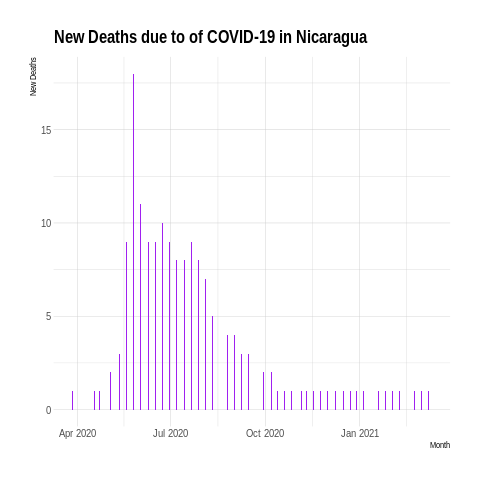 New Deaths due to of COVID-19 in Nicaragua
New Deaths
15
10
5
0
Apr 2020 Jul 2020 Oct 2020 Jan 2021
Month